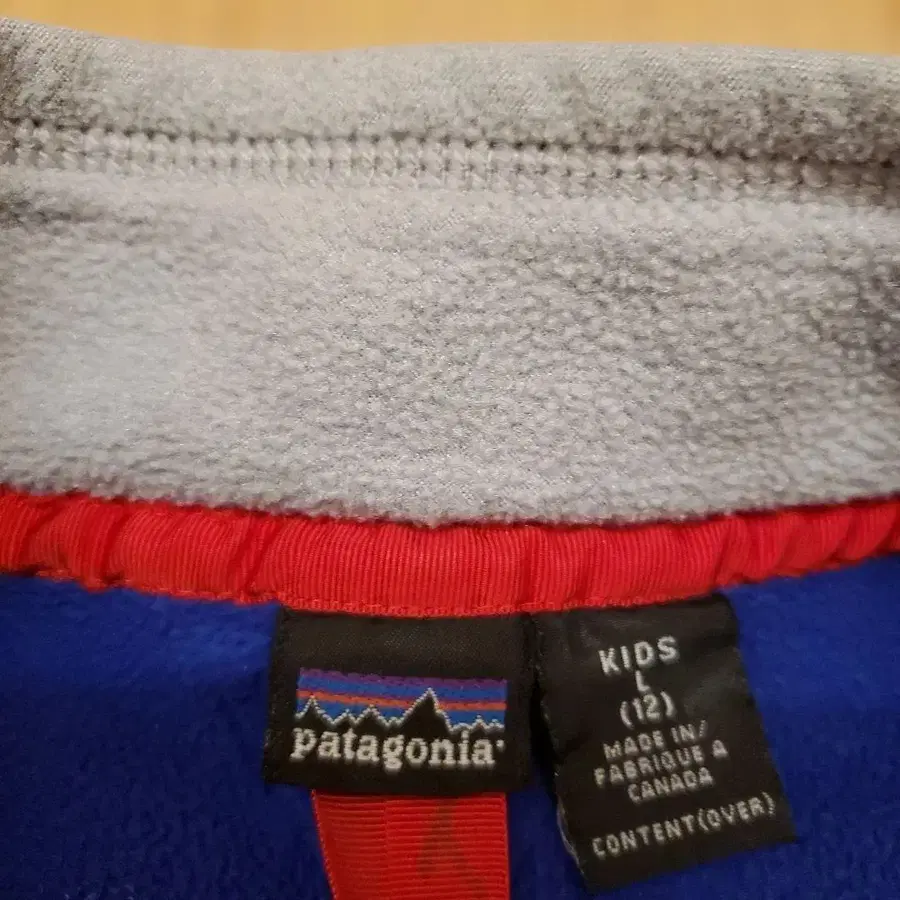 patagonia
KIDS
L
(12)
MADE IN/
FABRIQUE A
CANADA
CONTENT(OVER)